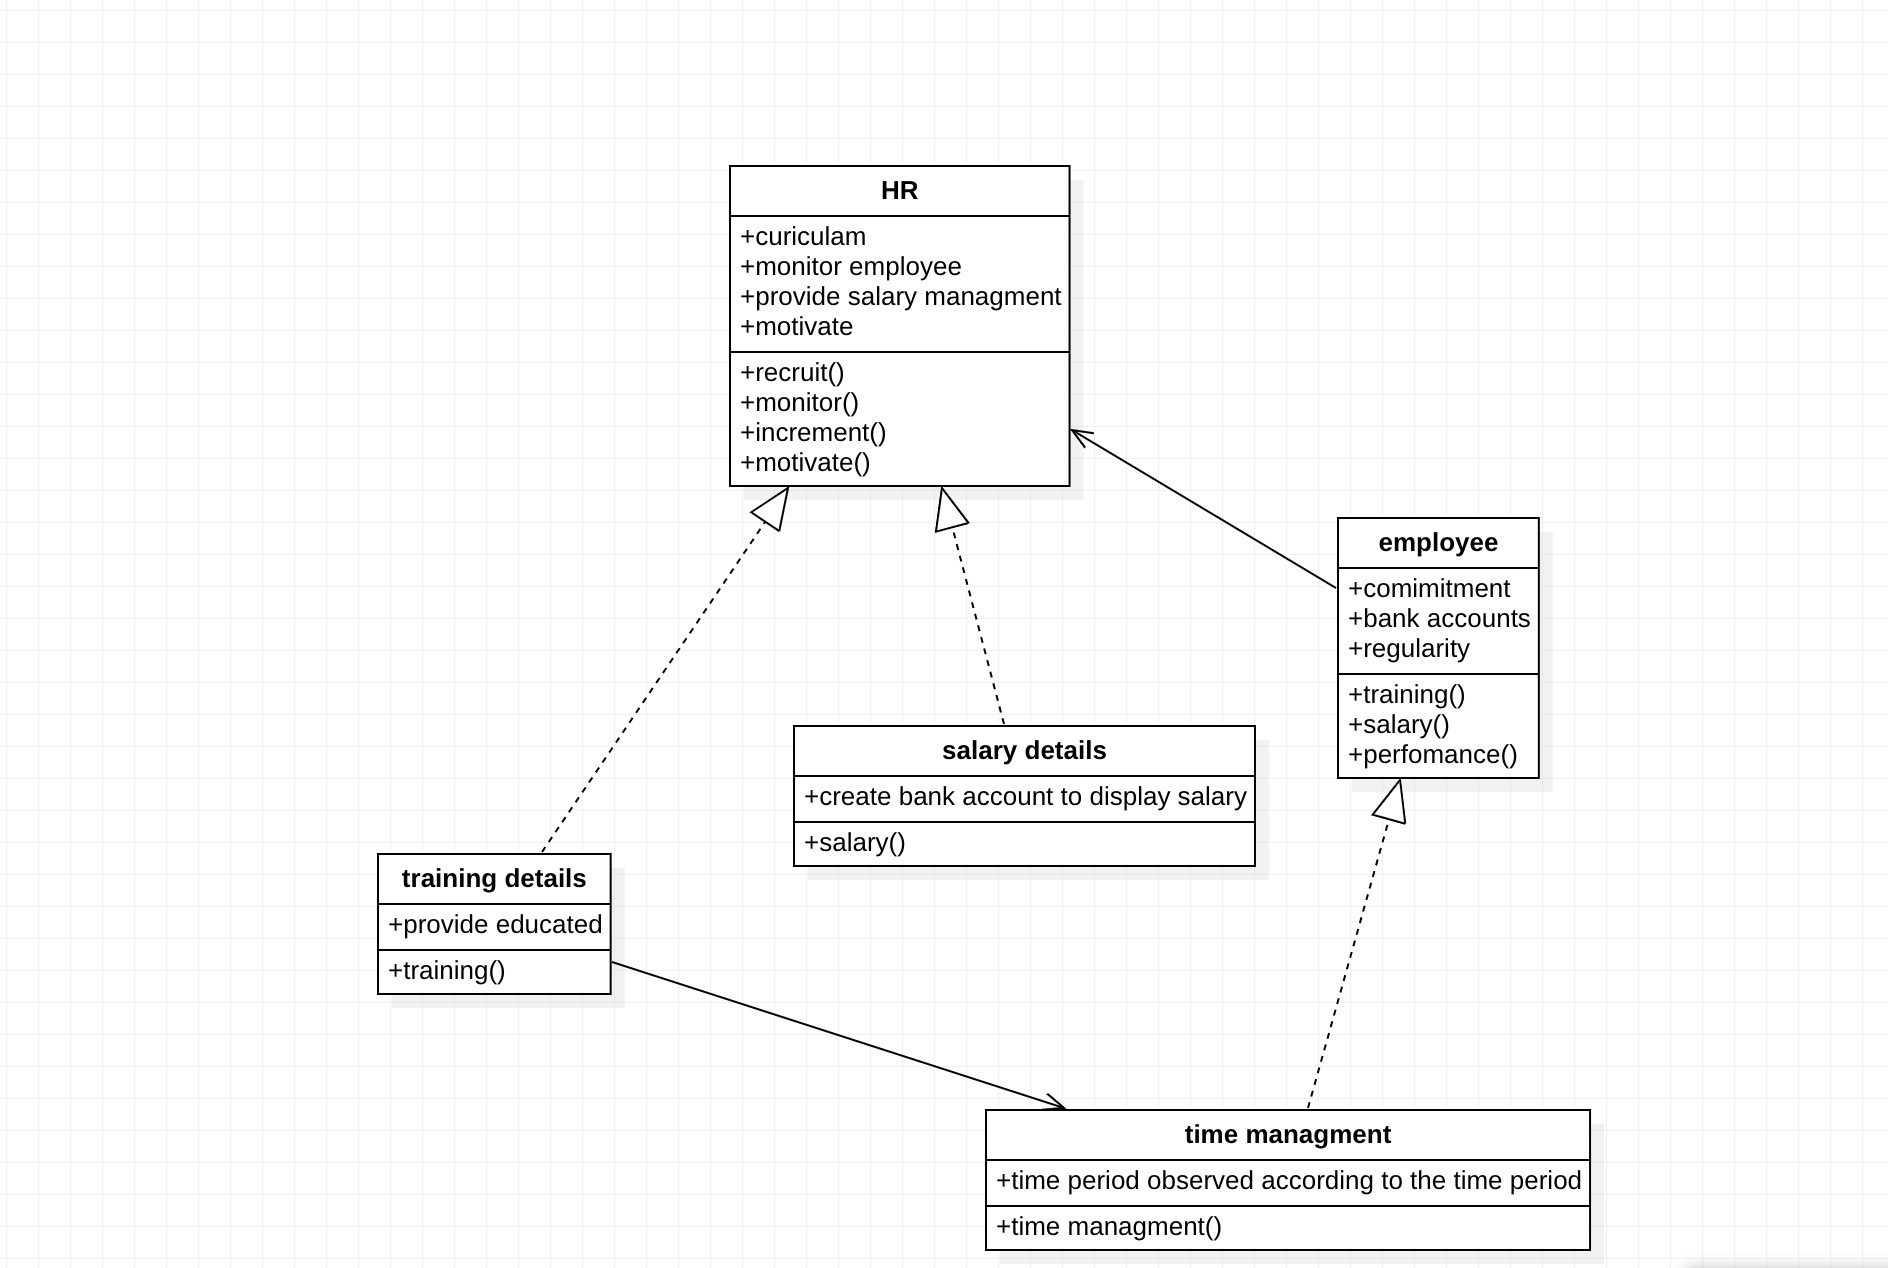 HR
+curiculam
+monitor employee
+provide salary managment
+motivate
+recruit()
+monitor()
+increment()
+motivate()
employee
+comimitment
+bank accounts
+regularity
+training()
+salary()
+perfomance()
salary details
+create bank account to display salary
+salary()
training details
+provide educated
+training()
time managment
+time period observed according to the time period
+time managment()